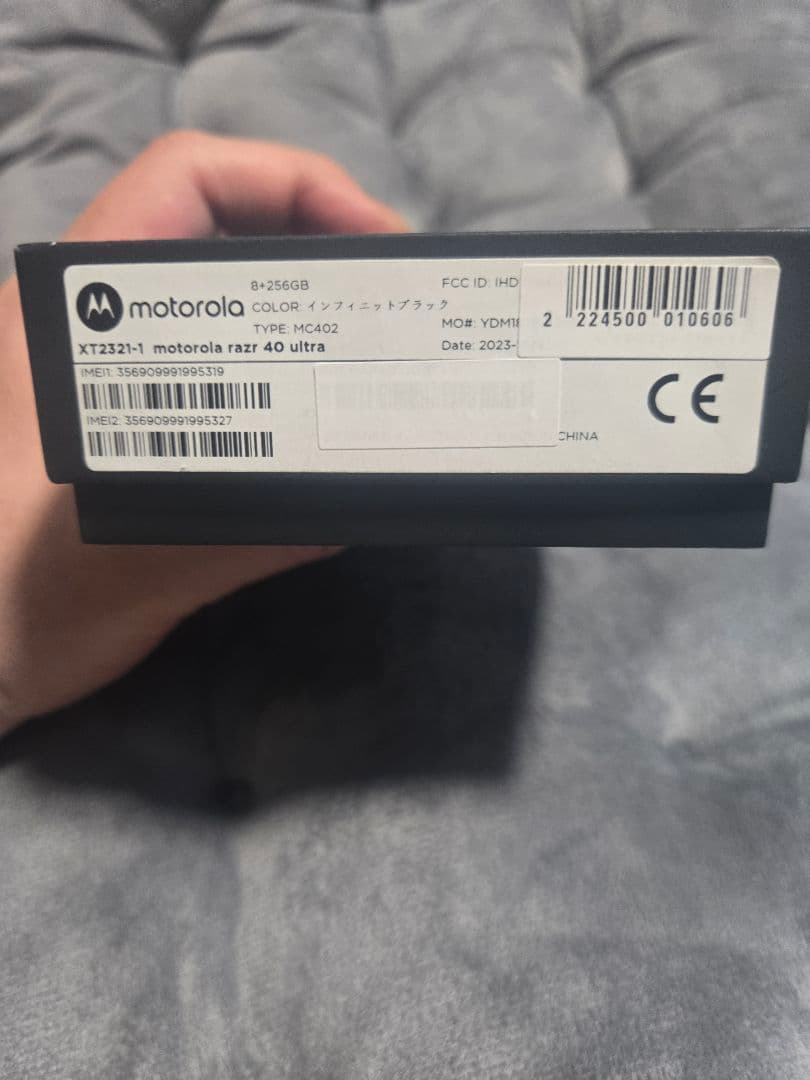 motorola
8+256GB
COLOR: インフィニットブラック
TYPE: MC402
XT2321-1 motorola razr 40 ultra
FCC ID: IHD
MO#: YDM18
Date: 2023-
2 224500 010606
IMEI1: 356909991995319
IMEI2: 356909991995327
CHINA
CE